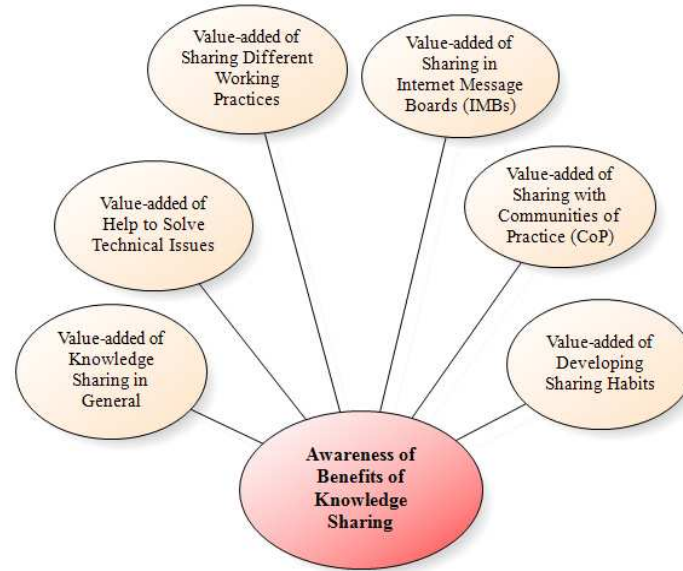 Value-added of
Sharing Different
Working
Practices
Value-added of
Sharing in
Internet Message
Boards (IMBs)
Value-added of
Help to Solve
Technical Issues
Value-added of
Sharing with
Communities of
Practice (CoP)
Value-added of
Knowledge
Sharing in
General
Value-added of
Developing
Sharing Habits
Awareness of
Benefits of
Knowledge
Sharing